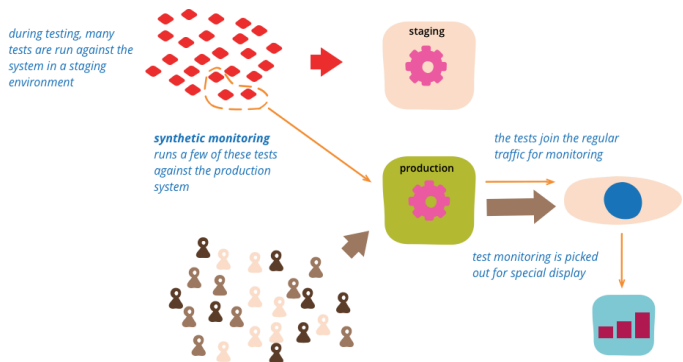 during testing, many
tests are run against the
system in a staging
environment
staging
synthetic monitoring
runs a few of these tests
against the production
system
production
the tests join the regular
traffic for monitoring
test monitoring is picked
out for special display